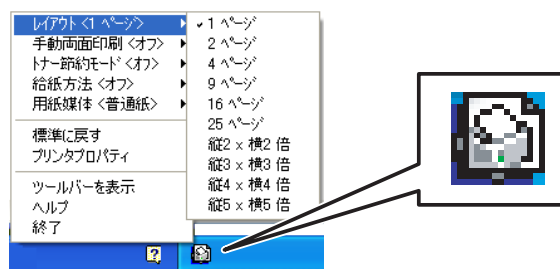 レイアウト <1 ページ>
手動両面印刷 <オフ>
トナー節約モード <オフ>
給紙方法 <オフ>
用紙媒体 <普通紙>
標準に戻す
プリンタプロパティ
ツールバーを表示
ヘルプ
終了
✓1 ページ
2 ページ
4 ページ
9 ページ
16 ページ
25 ページ
縦2 x 横2 倍
縦3 x 横3 倍
縦4 x 横4 倍
縦5 x 横5 倍
?